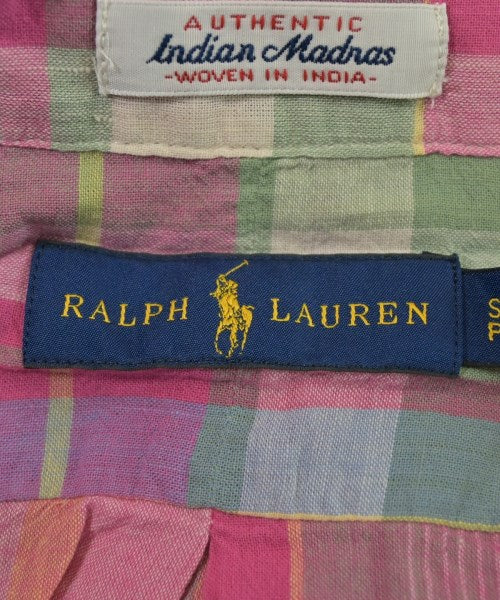 AUTHENTIC
Indian Madras
-WOVEN IN INDIA-
RALPH LAUREN